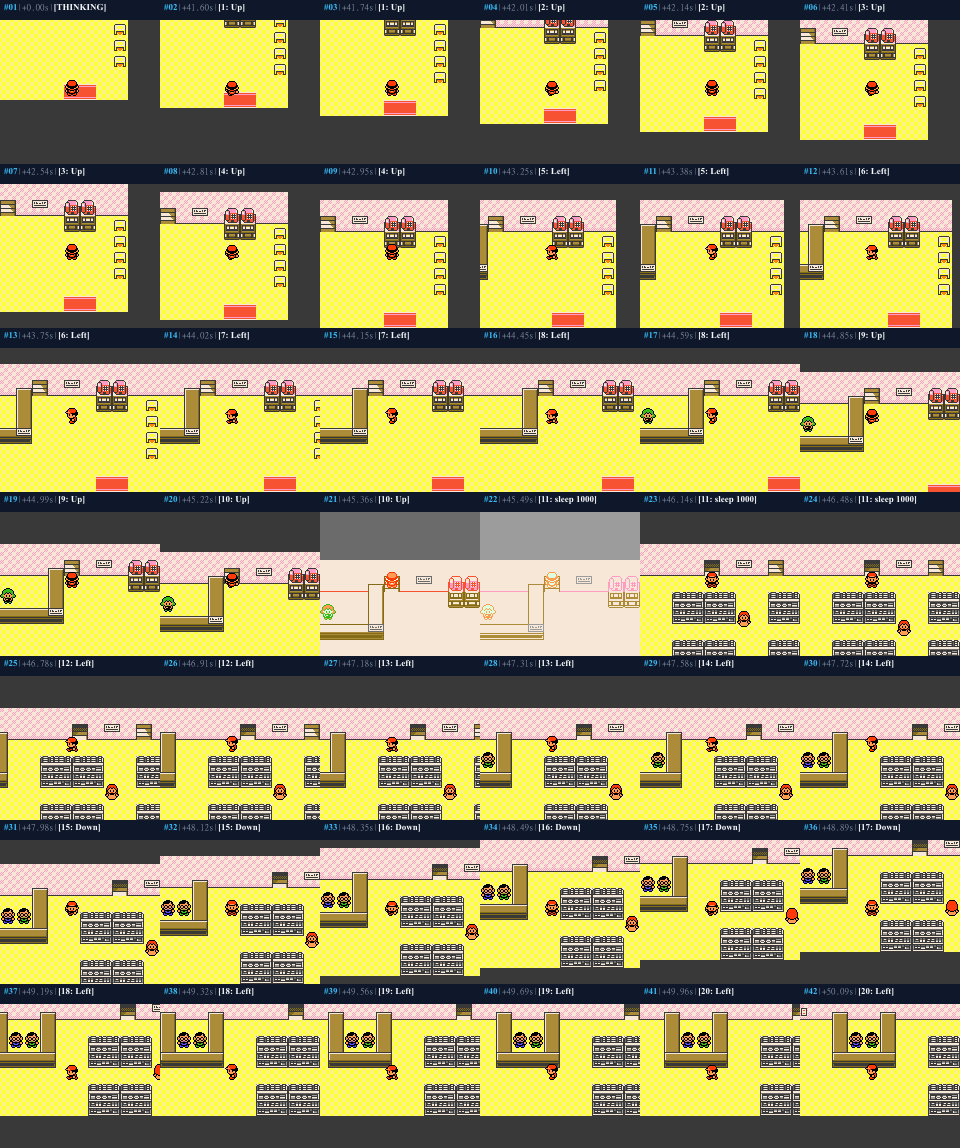 #01|+0.00s|[THINKING]
#02|+41.60s|[1: Up]
#03|+41.74s|[1: Up]
#04|+42.01s|[2: Up]
#05|+42.14s|[2: Up]
#06|+42.41s|[3: Up]
#07|+42.54s|[3: Up]
#08|+42.81s|[4: Up]
#09|+42.95s|[4: Up]
#10|+43.25s|[5: Left]
#11|+43.38s|[5: Left]
#12|+43.61s|[6: Left]
#13|+43.75s|[6: Left]
#14|+44.02s|[7: Left]
#15|+44.15s|[7: Left]
#16|+44.45s|[8: Left]
#17|+44.59s|[8: Left]
#18|+44.85s|[9: Up]
#19|+44.99s|[9: Up]
#20|+45.22s|[10: Up]
#21|+45.36s|[10: Up]
#22|+45.49s|[11: sleep 1000]
#23|+46.14s|[11: sleep 1000]
#24|+46.48s|[11: sleep 1000]
#25|+46.78s|[12: Left]
#26|+46.91s|[12: Left]
#27|+47.18s|[13: Left]
#28|+47.31s|[13: Left]
#29|+47.58s|[14: Left]
#30|+47.72s|[14: Left]
#31|+47.98s|[15: Down]
#32|+48.12s|[15: Down]
#33|+48.35s|[16: Down]
#34|+48.49s|[16: Down]
#35|+48.75s|[17: Down]
#36|+48.89s|[17: Down]
#37|+49.19s|[18: Left]
#38|+49.32s|[18: Left]
#39|+49.56s|[19: Left]
#40|+49.69s|[19: Left]
#41|+49.96s|[20: Left]
#42|+50.09s|[20: Left]